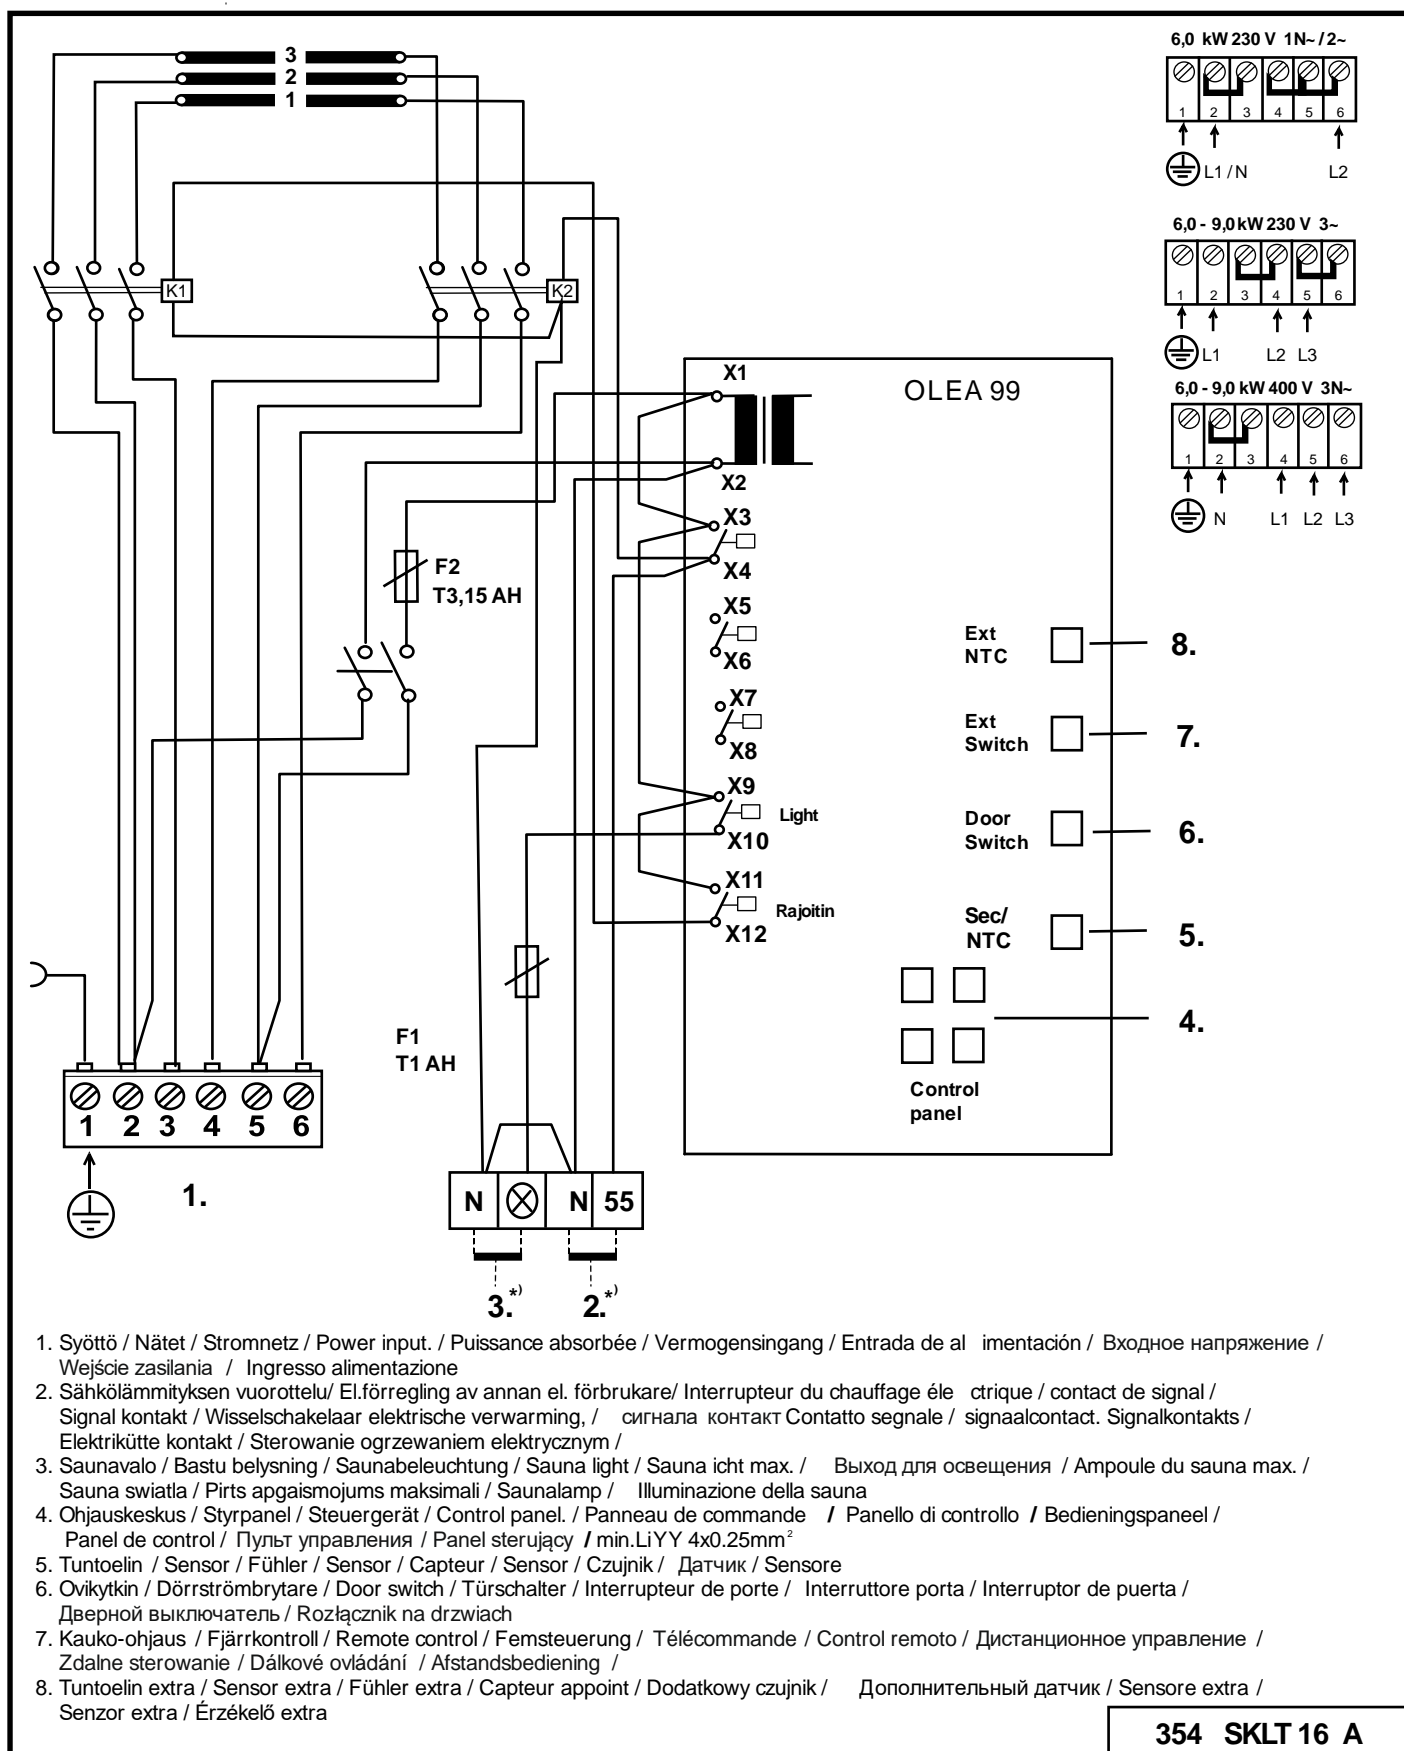 6,0 kW 230 V 1N~ / 2~
1 2 3 4 5 6
L1 / N L2
6,0 - 9,0 kW 230 V 3~
1 2 3 4 5 6
L1 L2 L3
6,0 - 9,0 kW 400 V 3N~
1 2 3 4 5 6
N L1 L2 L3
3
2
1
K1
K2
OLEA 99
X1
X2
X3
X4
X5
X6
X7
X8
X9
Light
X10
X11
Rajoitin
X12
F2
T3,15 AH
Ext
NTC
8.
Ext
Switch
7.
Door
Switch
6.
Sec/
NTC
5.
4.
Control
panel
F1
T1 AH
1 2 3 4 5 6
1.
N N 55
3.*) 2.*)
1. Syöttö / Nätet / Stromnetz / Power input. / Puissance absorbée / Vermogensingang / Entrada de al imentación / Входное напряжение /
Wejście zasilania / Ingresso alimentazione
2. Sähkölämmityksen vuorottelu/ El.förregling av annan el. förbrukare/ Interrupteur du chauffage éle ctrique / contact de signal /
Signal kontakt / Wisselschakelaar elektrische verwarming, / сигнала контакт Contatto segnale / signaalcontact. Signalkontakts /
Elektrikütte kontakt / Sterowanie ogrzewaniem elektrycznym /
3. Saunavalo / Bastu belysning / Saunabeleuchtung / Sauna light / Sauna icht max. / Выход для освещения / Ampoule du sauna max. /
Sauna swiatla / Pirts apgaismojums maksimali / Saunalamp / Illuminazione della sauna
4. Ohjauskeskus / Styrpanel / Steuergerät / Control panel. / Panneau de commande / Panello di controllo / Bedieningspaneel /
Panel de control / Пульт управления / Panel sterujący / min.LiYY 4x0.25mm²
5. Tuntoelin / Sensor / Fühler / Sensor / Capteur / Sensor / Czujnik / Датчик / Sensore
6. Ovikytkin / Dörrströmbrytare / Door switch / Türschalter / Interrupteur de porte / Interruttore porta / Interruptor de puerta /
Дверной выключатель / Rozłącznik na drzwiach
7. Kauko-ohjaus / Fjärrkontroll / Remote control / Femsteuerung / Télécommande / Control remoto / Дистанционное управление /
Zdalne sterowanie / Dálkové ovládání / Afstandsbediening /
8. Tuntoelin extra / Sensor extra / Fühler extra / Capteur appoint / Dodatkowy czujnik / Дополнительный датчик / Sensore extra /
Senzor extra / Érzékelő extra
354 SKLT 16 A